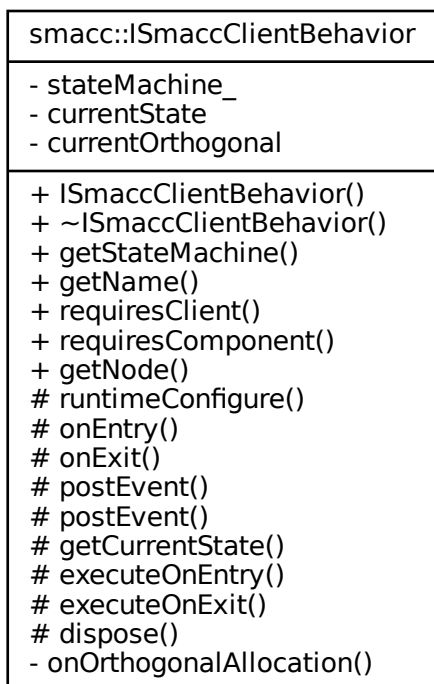 smacc::ISmaccClientBehavior
- stateMachine_
- currentState
- currentOrthogonal
+ ISmaccClientBehavior()
+ ~ISmaccClientBehavior()
+ getStateMachine()
+ getName()
+ requiresClient()
+ requiresComponent()
+ getNode()
# runtimeConfigure()
# onEntry()
# onExit()
# postEvent()
# postEvent()
# getCurrentState()
# executeOnEntry()
# executeOnExit()
# dispose()
- onOrthogonalAllocation()